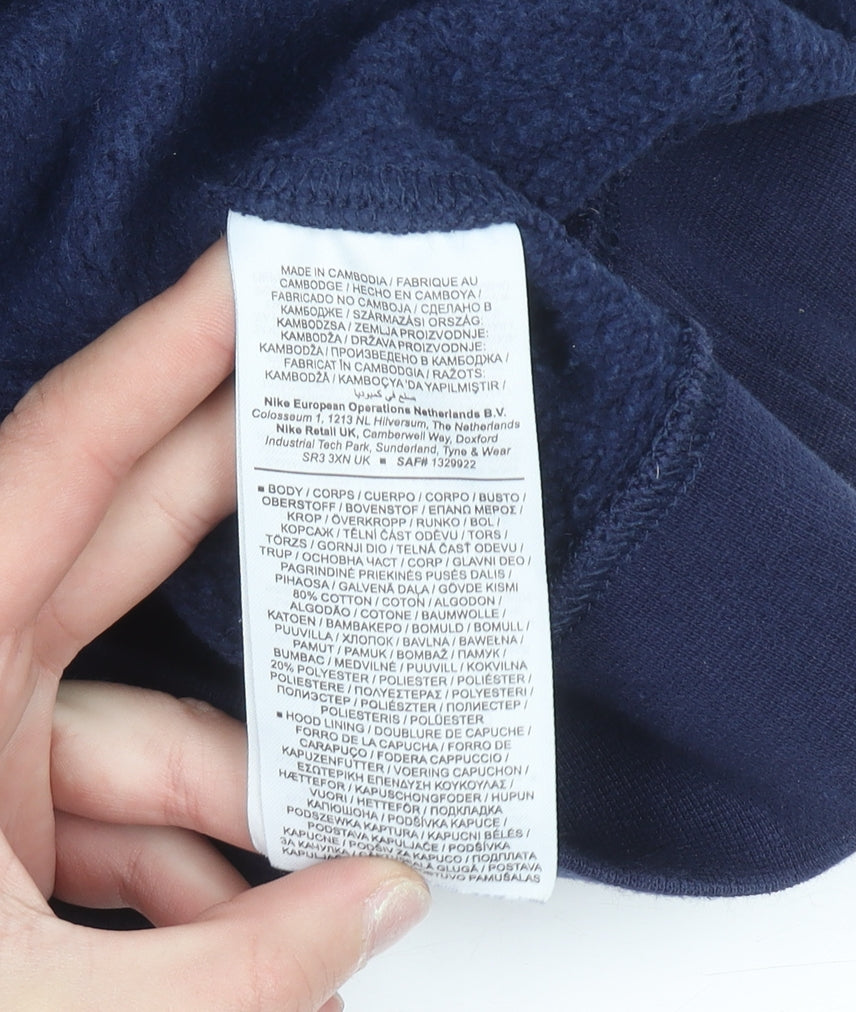 MADE IN CAMBODIA / FABRIQUE AU
CAMBODGE / HECHO EN CAMBOYA /
FABRICADO NO CAMBOJA / СДЕЛАНО В
КАМБОДЖЕ / SZÁRMAZÁSI ORSZÁG:
KAMBODZSA / ZEMLJA PROIZVODNJE:
KAMBODŽA / DRŽAVA PROIZVODNJE:
KAMBODŽA / ПРОИЗВЕДЕНО В КАМБОДЖА /
FABRICAT ÎN CAMBODGIA / RAŽOTS:
KAMBODŽĀ / KAMBOÇYA 'DA YAPILMIŞTIR /
صنع في كمبوديا
Nike European Operations Netherlands B.V.
Colosseum 1, 1213 NL Hilversum, The Netherlands
Nike Retail UK, Camberwell Way, Doxford
Industrial Tech Park, Sunderland, Tyne & Wear
SR3 3XN UK ■ SAF# 1329922
■ BODY / CORPS / CUERPO / CORPO / BUSTO /
OBERSTOFF / BOVENSTOF / ΕΠΑΝΩ ΜΕΡΟΣ /
KROP / ÖVERKROPP / RUNKO / BOL /
КОРСАЖ / TĚLNÍ ČÁST ODĚVU / TORS /
TÖRZS / GORNJI DIO / TELNÁ ČASŤ ODEVU /
TRUP / ОСНОВНА ЧАСТ / CORP / GLAVNI DEO /
PAGRINDINĖ PRIEKINĖS PUSĖS DALIS /
PIHAOSA / GALVENĀ DAĻA / GÖVDE KISMI
80% COTTON / COTON / ALGODON /
ALGODÃO / COTONE / BAUMWOLLE /
KATOEN / ΒΑΜΒΑΚΕΡΟ / BOMULD / BOMULL /
PUUVILLA / ХЛОПОК / BAVLNA / BAWEŁNA /
PAMUT / PAMUK / BOMBAŽ / ПАМУК /
BUMBAC / MEDVILNĖ / PUUVILL / KOKVILNA
20% POLYESTER / POLIESTER / POLIÉSTER /
POLIESTERE / ΠΟΛΥΕΣΤΕΡΑΣ / POLYESTERI /
ПОЛИЭСТЕР / POLIÉSZTER / ПОЛИЕСТЕР /
POLIESTERIS / POLÜESTER
■ HOOD LINING / DOUBLURE DE CAPUCHE /
FORRO DE LA CAPUCHA / FORRO DE
CARAPUÇO / FODERA CAPPUCCIO /
KAPUZENFUTTER / VOERING CAPUCHON /
ΕΣΩΤΕΡΙΚΗ ΕΠΕΝΔΥΣΗ ΚΟΥΚΟΥΛΑΣ /
HÆTTEFOR / KAPUSCHONGFODER / HUPUN
VUORI / HETTEFÔR / ПОДКЛАДКА
КАПЮШОНА / PODŠÍVKA KAPUCE /
PODSZEWKA KAPTURA / KAPUCNI BÉLÉS /
PODSTAVA KAPULJAČE / PODŠÍVKA
KAPUCNE / PODŠIV ZA KAPUCO / ПОДПЛАТА
ЗА КАЧУЛКА / GLUGĂ / POSTAVA
PAMUŠALAS